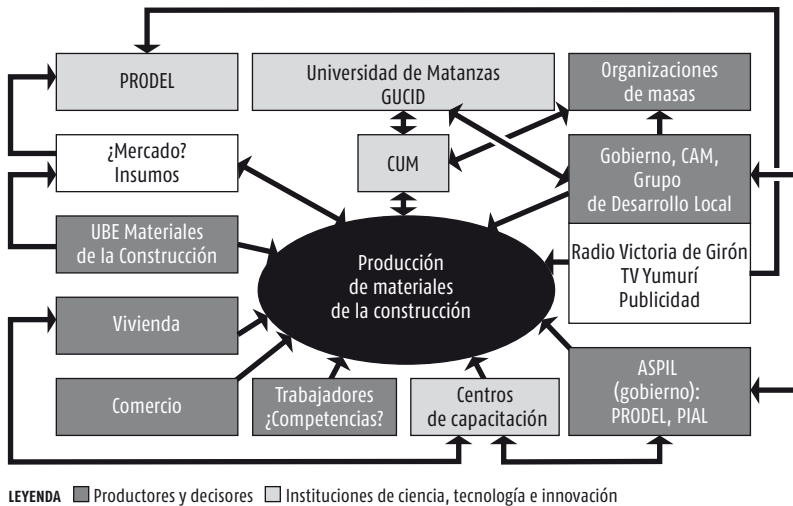 PRODEL
Universidad de Matanzas
GUCID
Organizaciones
de masas
¿Mercado?
Insumos
CUM
Gobierno, CAM,
Grupo
de Desarrollo Local
UBE Materiales
de la Construcción
Producción
de materiales
de la construcción
Radio Victoria de Girón
TV Yumurí
Publicidad
Vivienda
Comercio
Trabajadores
¿Competencias?
Centros
de capacitación
ASPIL
(gobierno):
PRODEL, PIAL
LEYENDA Productores y decisores Instituciones de ciencia, tecnología e innovación